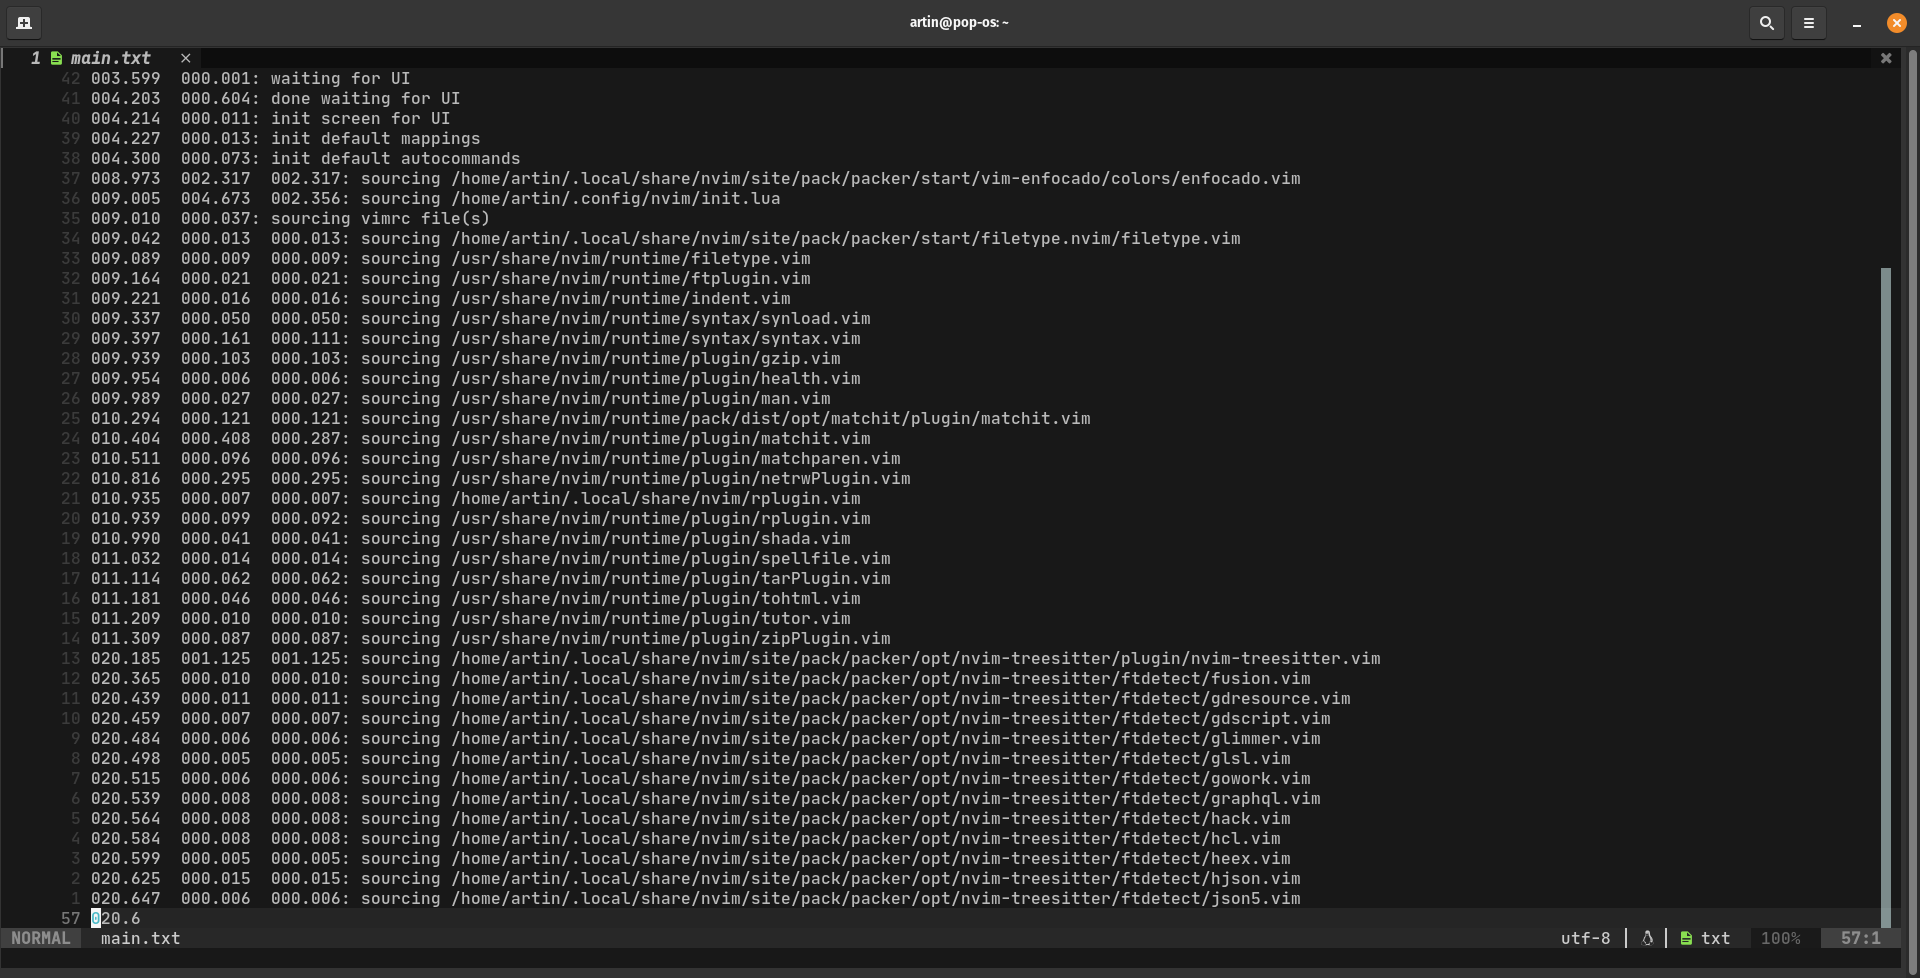 artin@pop-os: ~
1 main.txt ×
42 003.599  000.001: waiting for UI
41 004.203  000.604: done waiting for UI
40 004.214  000.011: init screen for UI
39 004.227  000.013: init default mappings
38 004.300  000.073: init default autocommands
37 008.973  002.317  002.317: sourcing /home/artin/.local/share/nvim/site/pack/packer/start/vim-enfocado/colors/enfocado.vim
36 009.005  004.673  002.356: sourcing /home/artin/.config/nvim/init.lua
35 009.010  000.037: sourcing vimrc file(s)
34 009.042  000.013  000.013: sourcing /home/artin/.local/share/nvim/site/pack/packer/start/filetype.nvim/filetype.vim
33 009.089  000.009  000.009: sourcing /usr/share/nvim/runtime/filetype.vim
32 009.164  000.021  000.021: sourcing /usr/share/nvim/runtime/ftplugin.vim
31 009.221  000.016  000.016: sourcing /usr/share/nvim/runtime/indent.vim
30 009.337  000.050  000.050: sourcing /usr/share/nvim/runtime/syntax/synload.vim
29 009.397  000.161  000.111: sourcing /usr/share/nvim/runtime/syntax/syntax.vim
28 009.939  000.103  000.103: sourcing /usr/share/nvim/runtime/plugin/gzip.vim
27 009.954  000.006  000.006: sourcing /usr/share/nvim/runtime/plugin/health.vim
26 009.989  000.027  000.027: sourcing /usr/share/nvim/runtime/plugin/man.vim
25 010.294  000.121  000.121: sourcing /usr/share/nvim/runtime/pack/dist/opt/matchit/plugin/matchit.vim
24 010.404  000.408  000.287: sourcing /usr/share/nvim/runtime/plugin/matchit.vim
23 010.511  000.096  000.096: sourcing /usr/share/nvim/runtime/plugin/matchparen.vim
22 010.816  000.295  000.295: sourcing /usr/share/nvim/runtime/plugin/netrwPlugin.vim
21 010.935  000.007  000.007: sourcing /home/artin/.local/share/nvim/rplugin.vim
20 010.939  000.099  000.092: sourcing /usr/share/nvim/runtime/plugin/rplugin.vim
19 010.990  000.041  000.041: sourcing /usr/share/nvim/runtime/plugin/shada.vim
18 011.032  000.014  000.014: sourcing /usr/share/nvim/runtime/plugin/spellfile.vim
17 011.114  000.062  000.062: sourcing /usr/share/nvim/runtime/plugin/tarPlugin.vim
16 011.181  000.046  000.046: sourcing /usr/share/nvim/runtime/plugin/tohtml.vim
15 011.209  000.010  000.010: sourcing /usr/share/nvim/runtime/plugin/tutor.vim
14 011.309  000.087  000.087: sourcing /usr/share/nvim/runtime/plugin/zipPlugin.vim
13 020.185  001.125  001.125: sourcing /home/artin/.local/share/nvim/site/pack/packer/opt/nvim-treesitter/plugin/nvim-treesitter.vim
12 020.365  000.010  000.010: sourcing /home/artin/.local/share/nvim/site/pack/packer/opt/nvim-treesitter/ftdetect/fusion.vim
11 020.439  000.011  000.011: sourcing /home/artin/.local/share/nvim/site/pack/packer/opt/nvim-treesitter/ftdetect/gdresource.vim
10 020.459  000.007  000.007: sourcing /home/artin/.local/share/nvim/site/pack/packer/opt/nvim-treesitter/ftdetect/gdscript.vim
9 020.484  000.006  000.006: sourcing /home/artin/.local/share/nvim/site/pack/packer/opt/nvim-treesitter/ftdetect/glimmer.vim
8 020.498  000.005  000.005: sourcing /home/artin/.local/share/nvim/site/pack/packer/opt/nvim-treesitter/ftdetect/glsl.vim
7 020.515  000.006  000.006: sourcing /home/artin/.local/share/nvim/site/pack/packer/opt/nvim-treesitter/ftdetect/gowork.vim
6 020.539  000.008  000.008: sourcing /home/artin/.local/share/nvim/site/pack/packer/opt/nvim-treesitter/ftdetect/graphql.vim
5 020.564  000.008  000.008: sourcing /home/artin/.local/share/nvim/site/pack/packer/opt/nvim-treesitter/ftdetect/hack.vim
4 020.584  000.008  000.008: sourcing /home/artin/.local/share/nvim/site/pack/packer/opt/nvim-treesitter/ftdetect/hcl.vim
3 020.599  000.005  000.005: sourcing /home/artin/.local/share/nvim/site/pack/packer/opt/nvim-treesitter/ftdetect/heex.vim
2 020.625  000.015  000.015: sourcing /home/artin/.local/share/nvim/site/pack/packer/opt/nvim-treesitter/ftdetect/hjson.vim
1 020.647  000.006  000.006: sourcing /home/artin/.local/share/nvim/site/pack/packer/opt/nvim-treesitter/ftdetect/json5.vim
57 020.6
NORMAL main.txt utf-8 | | txt 100% 57:1